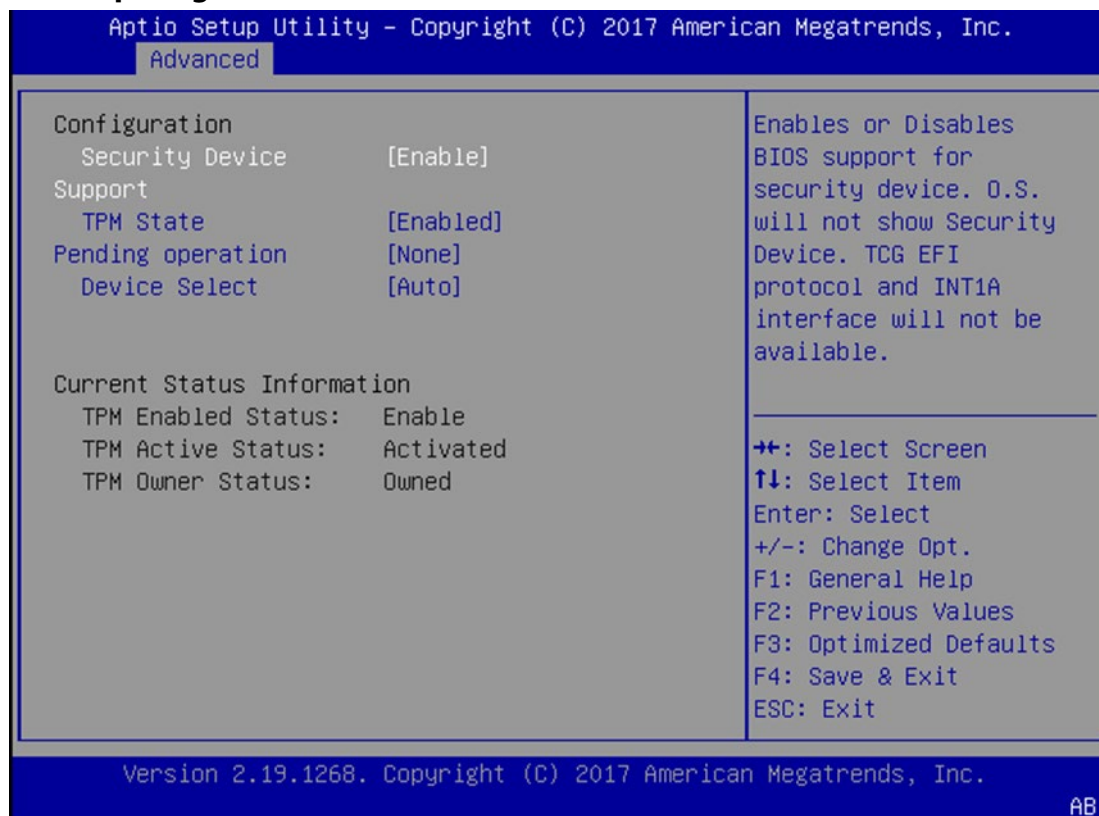 Aptio Setup Utility – Copyright (C) 2017 American Megatrends, Inc.
Advanced
Configuration
Security Device [Enable]
Support
TPM State [Enabled]
Pending operation [None]
Device Select [Auto]
Current Status Information
TPM Enabled Status: Enable
TPM Active Status: Activated
TPM Owner Status: Owned
Enables or Disables
BIOS support for
security device. O.S.
will not show Security
Device. TCG EFI
protocol and INT1A
interface will not be
available.
→←: Select Screen
↑↓: Select Item
Enter: Select
+/-: Change Opt.
F1: General Help
F2: Previous Values
F3: Optimized Defaults
F4: Save & Exit
ESC: Exit
Version 2.19.1268. Copyright (C) 2017 American Megatrends, Inc.
AB